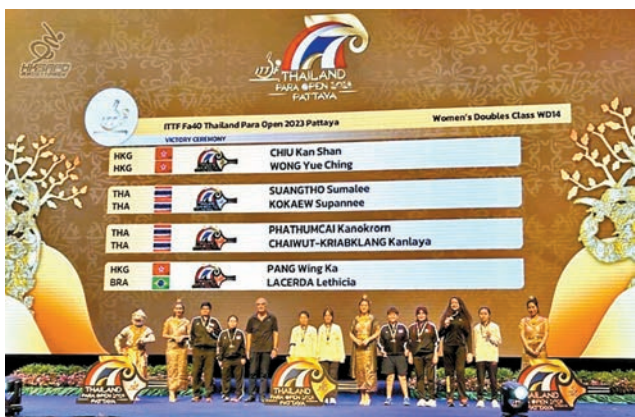 THAILAND
PARA OPEN 2023
PATTAYA
ITTF Fa40 Thailand Para Open 2023 Pattaya
Women's Doubles Class WD14
VICTORY CEREMONY
HKG CHIU Kan Shan
HKG WONG Yue Ching
THA SUANGTHO Sumalee
THA KOKAEW Supannee
THA PHATHUMCAI Kanokrorn
THA CHAIWUT-KRIABKLANG Kanlaya
HKG PANG Wing Ka
BRA LACERDA Lethicia
THAILAND
PARA OPEN 2023
PATTAYA
THAILAND
PARA OPEN 2023
PATTAYA
THAILAND
PARA OPEN 2023
PATTAYA